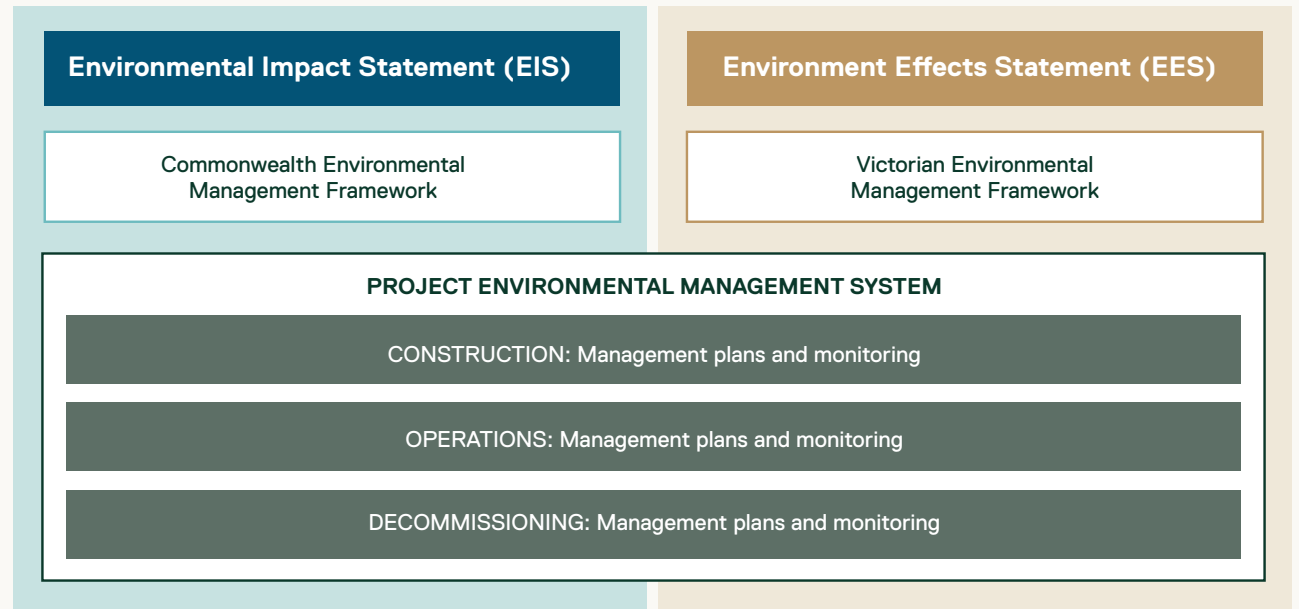 Environmental Impact Statement (EIS)
Environment Effects Statement (EES)
Commonwealth Environmental
Management Framework
Victorian Environmental
Management Framework
PROJECT ENVIRONMENTAL MANAGEMENT SYSTEM
CONSTRUCTION: Management plans and monitoring
OPERATIONS: Management plans and monitoring
DECOMMISSIONING: Management plans and monitoring